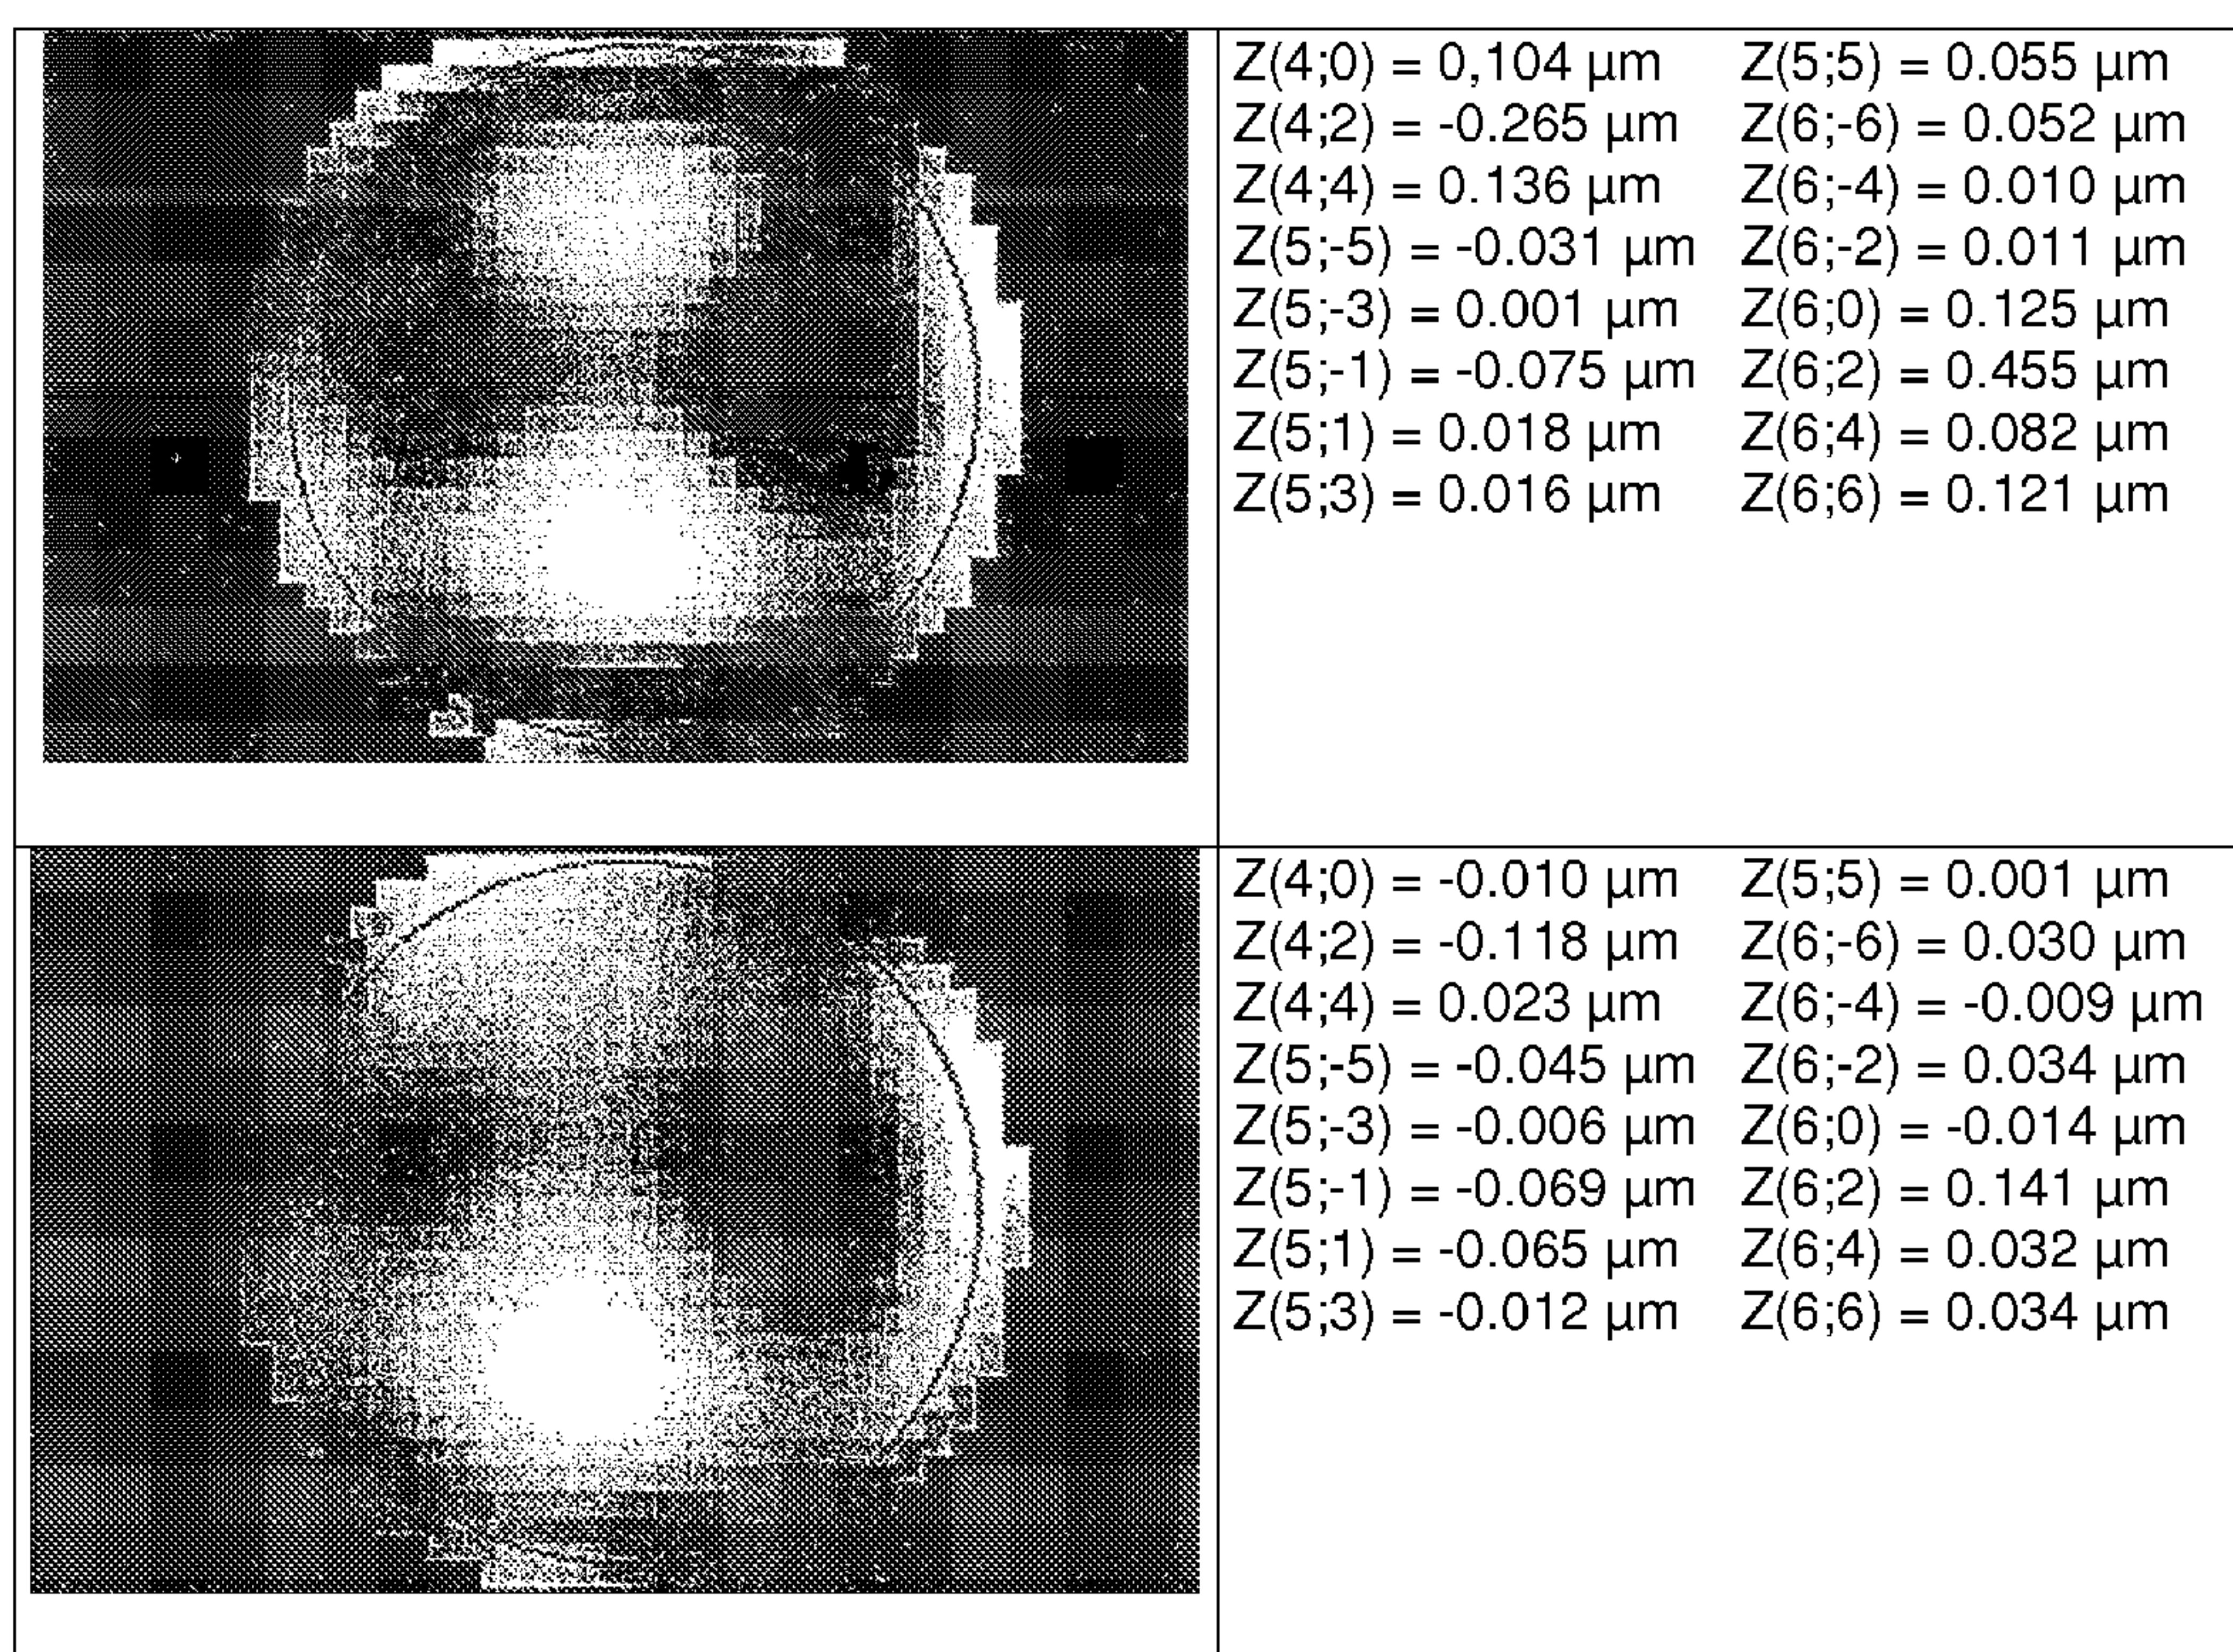 Z(4;0) = 0,104 µm Z(5;5) = 0.055 µm
Z(4;2) = -0.265 µm Z(6;-6) = 0.052 µm
Z(4;4) = 0.136 µm Z(6;-4) = 0.010 µm
Z(5;-5) = -0.031 µm Z(6;-2) = 0.011 µm
Z(5;-3) = 0.001 µm Z(6;0) = 0.125 µm
Z(5;-1) = -0.075 µm Z(6;2) = 0.455 µm
Z(5;1) = 0.018 µm Z(6;4) = 0.082 µm
Z(5;3) = 0.016 µm Z(6;6) = 0.121 µm
Z(4;0) = -0.010 µm Z(5;5) = 0.001 µm
Z(4;2) = -0.118 µm Z(6;-6) = 0.030 µm
Z(4;4) = 0.023 µm Z(6;-4) = -0.009 µm
Z(5;-5) = -0.045 µm Z(6;-2) = 0.034 µm
Z(5;-3) = -0.006 µm Z(6;0) = -0.014 µm
Z(5;-1) = -0.069 µm Z(6;2) = 0.141 µm
Z(5;1) = -0.065 µm Z(6;4) = 0.032 µm
Z(5;3) = -0.012 µm Z(6;6) = 0.034 µm